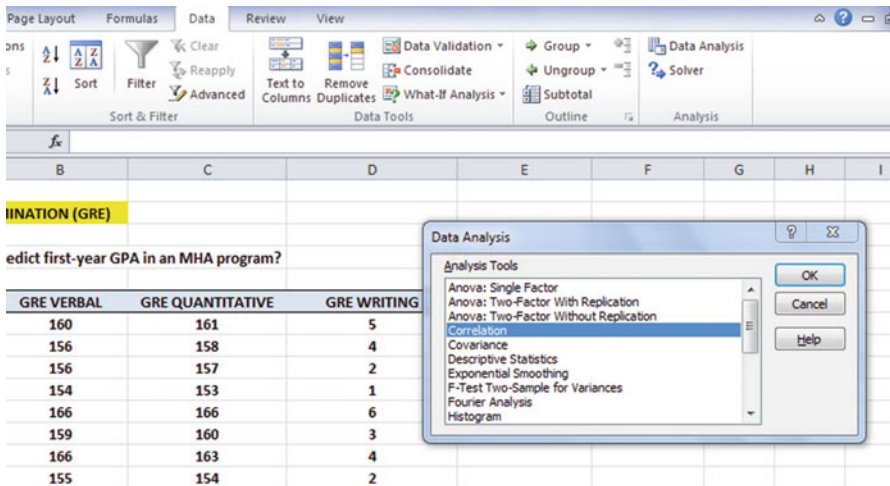 Page Layout Formulas Data Review View
ons Clear Data Validation Group Data Analysis
Reapply Consolidate Ungroup Solver
Sort Filter Advanced Text to Columns Remove Duplicates What-If Analysis Subtotal
Sort & Filter Data Tools Outline Analysis
fx
B C D E F G H I
MINATION (GRE)
edict first-year GPA in an MHA program?
GRE VERBAL GRE QUANTITATIVE GRE WRITING
160 161 5
156 158 4
156 157 2
154 153 1
166 166 6
159 160 3
166 163 4
155 154 2
Data Analysis
Analysis Tools
Anova: Single Factor
Anova: Two-Factor With Replication
Anova: Two-Factor Without Replication
Correlation
Covariance
Descriptive Statistics
Exponential Smoothing
F-Test Two-Sample for Variances
Fourier Analysis
Histogram
OK
Cancel
Help